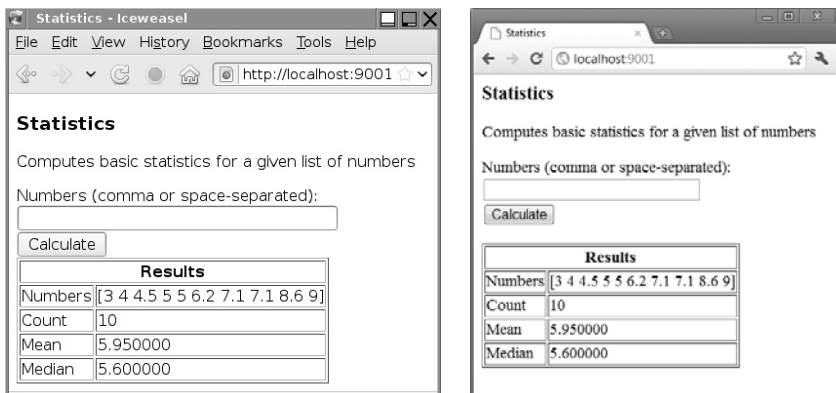 Statistics - Iceweasel
File Edit View History Bookmarks Tools Help
http://localhost:9001
Statistics
Computes basic statistics for a given list of numbers
Numbers (comma or space-separated):
Calculate
Results
Numbers [3 4 4.5 5 5 6.2 7.1 7.1 8.6 9]
Count 10
Mean 5.950000
Median 5.600000
Statistics
localhost:9001
Statistics
Computes basic statistics for a given list of numbers
Numbers (comma or space-separated):
Calculate
Results
Numbers [3 4 4.5 5 5 6.2 7.1 7.1 8.6 9]
Count 10
Mean 5.950000
Median 5.600000